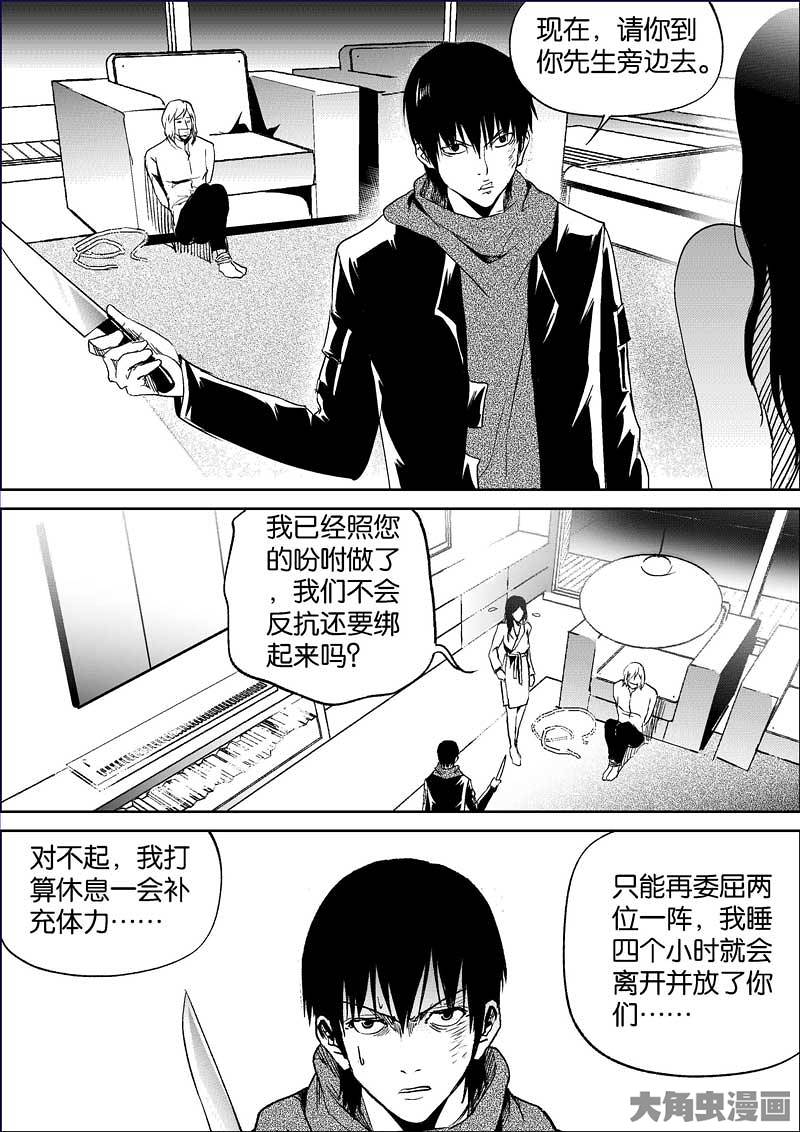 现在，请你到
你先生旁边去。
我已经照您
的吩咐做了
，我们不会
反抗还要绑
起来吗？
对不起，我打
算休息一会补
充体力……
只能再委屈两
位一阵，我睡
四个小时就会
离开并放了你
们……
大角虫漫画